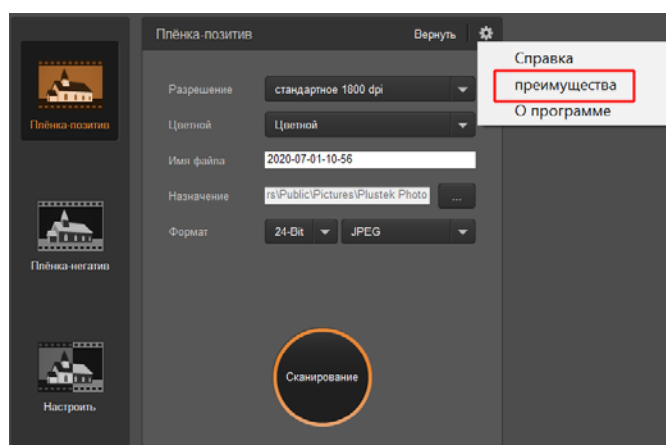 Плёнка-позитив
Вернуть
Справка
преимущества
О программе
Разрешение
стандартное 1800 dpi
Плёнка-позитив
Цветной
Цветной
Имя файла
2020-07-01-10-56
Назначение
rs\Public\Pictures\Plustek Photo
...
Формат
24-Bit
JPEG
Плёнка-негатив
Сканирование
Настроить